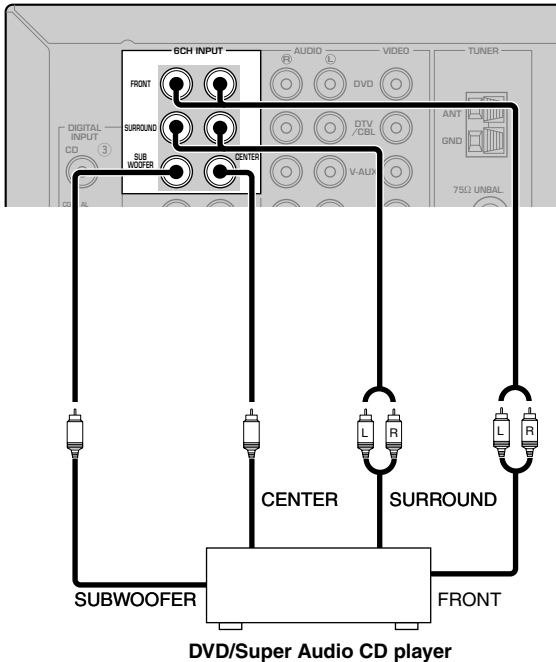 6CH INPUT
AUDIO
R
L
VIDEO
TUNER
FRONT
DVD
ANT
DIGITAL
INPUT
SURROUND
DTV
/CBL
GND
CD
3
SUB
WOOFER
CENTER
V-AUX
75Ω UNBAL.
L
R
L
R
CENTER
SURROUND
SUBWOOFER
FRONT
DVD/Super Audio CD player